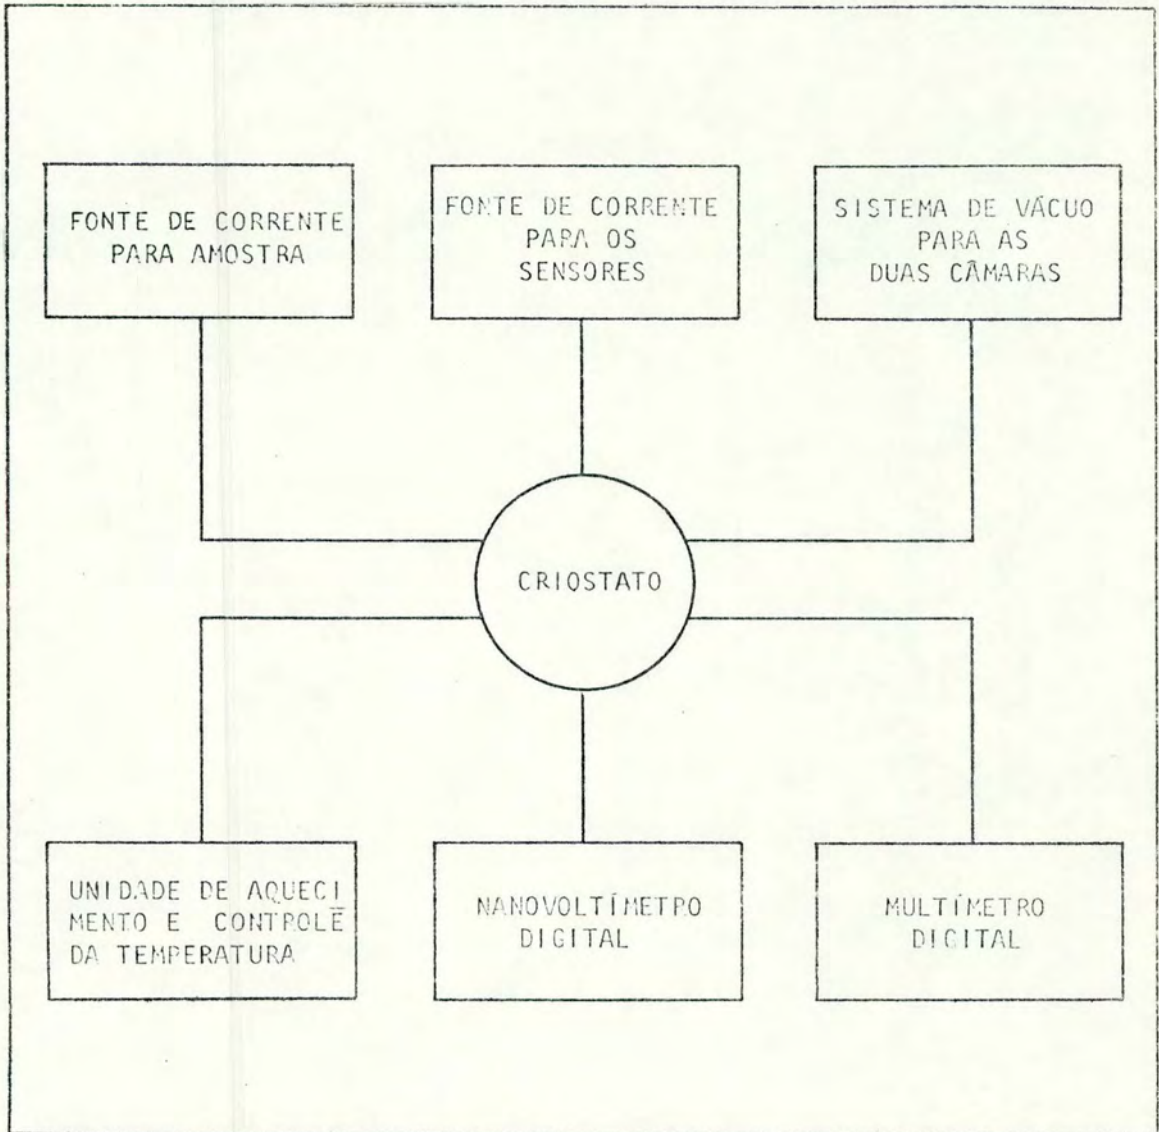 FONTE DE CORRENTE
PARA AMOSTRA
FONTE DE CORRENTE
PARA OS
SENSORES
SISTEMA DE VÁCUO
PARA AS
DUAS CÂMARAS
CRIOSTATO
UNIDADE DE AQUECI
MENTO E CONTROLE
DA TEMPERATURA
NANOVOLTÍMETRO
DIGITAL
MULTÍMETRO
DIGITAL